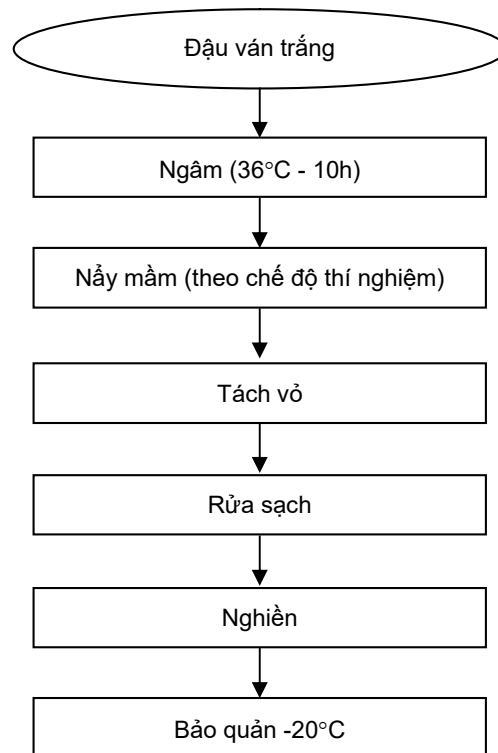 Đậu ván trắng
Ngâm (36°C - 10h)
Nẩy mầm (theo chế độ thí nghiệm)
Tách vỏ
Rửa sạch
Nghiền
Bảo quản -20°C